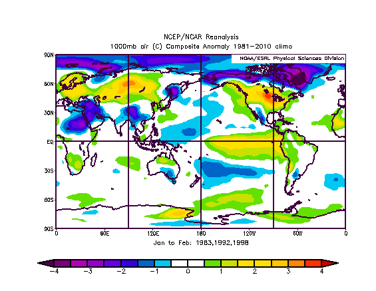 NCEP/NCAR Reanalysis
1000mb air (C) Composite Anomaly 1981-2010 climo
NOAA/ESRL Physical Sciences Division
90N
60N
30N
EQ
30S
60S
90S
0 60E 120E 180 120W 60W 0
Jan to Feb: 1983,1992,1998
-4 -3 -2 -1 0 1 2 3 4